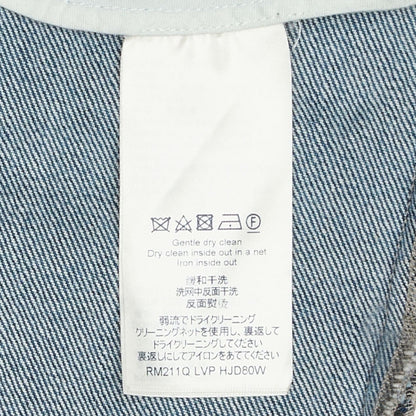 Gentle dry clean
Dry clean inside out in a net
Iron inside out
缓和干洗
洗网中反面干洗
反面熨烫
弱流でドライクリーニング
クリーニングネットを使用し、裏返して
ドライクリーニングしてください
裏返しにしてアイロンをあててください
RM211Q LVP HJD80W